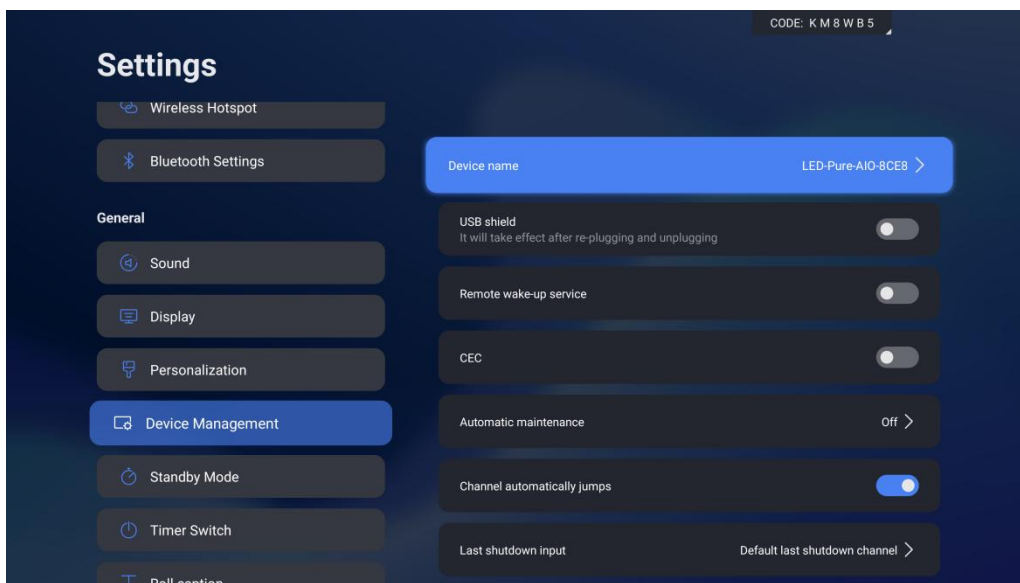 CODE: K M 8 W B 5
Settings
Wireless Hotspot
Bluetooth Settings
General
Sound
Display
Personalization
Device Management
Standby Mode
Timer Switch
Roll caption
Device name
LED-Pure-AIO-8CE8
USB shield
It will take effect after re-plugging and unplugging
Remote wake-up service
CEC
Automatic maintenance
Off
Channel automatically jumps
Last shutdown input
Default last shutdown channel